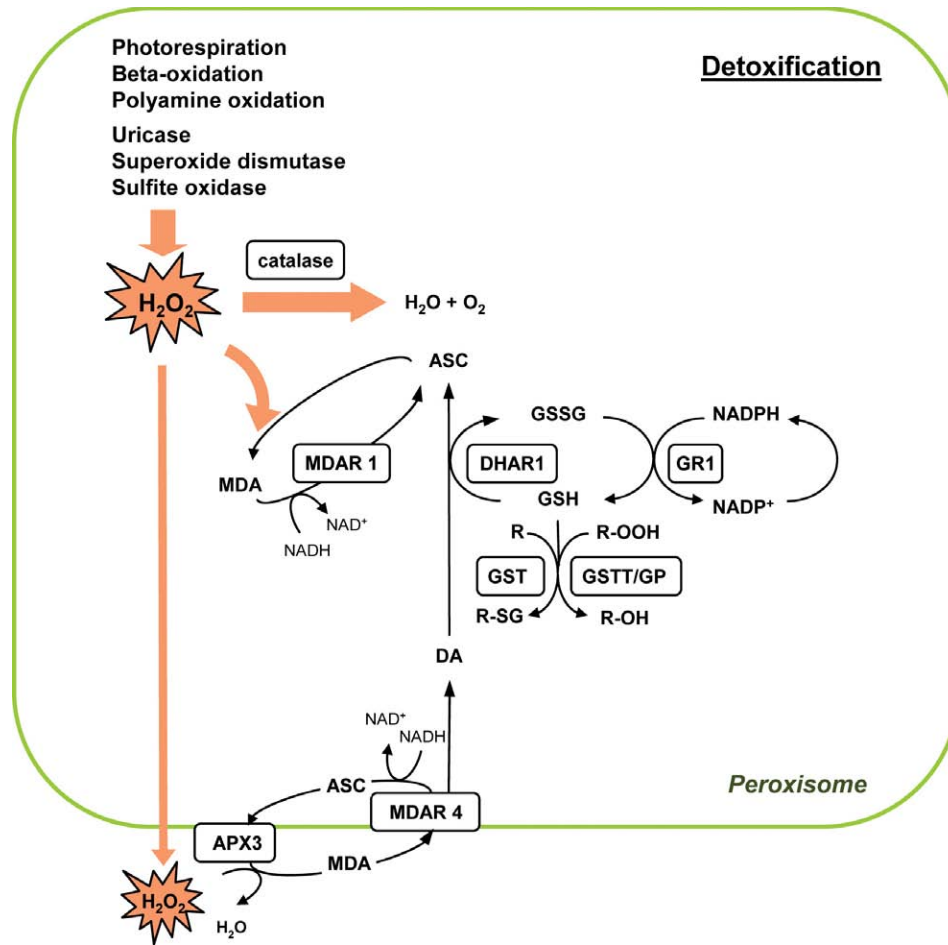 Photorespiration
Beta-oxidation
Polyamine oxidation
Uricase
Superoxide dismutase
Sulfite oxidase
Detoxification
catalase
H₂O₂
H₂O + O₂
ASC
MDAR 1
MDA
NAD⁺
NADH
GSSG
NADPH
DHAR1
GR1
GSH
NADP⁺
R
R-OOH
GST
GSTT/GP
R-SG
R-OH
DA
NAD⁺
NADH
ASC
MDAR 4
Peroxisome
APX3
MDA
H₂O₂
H₂O